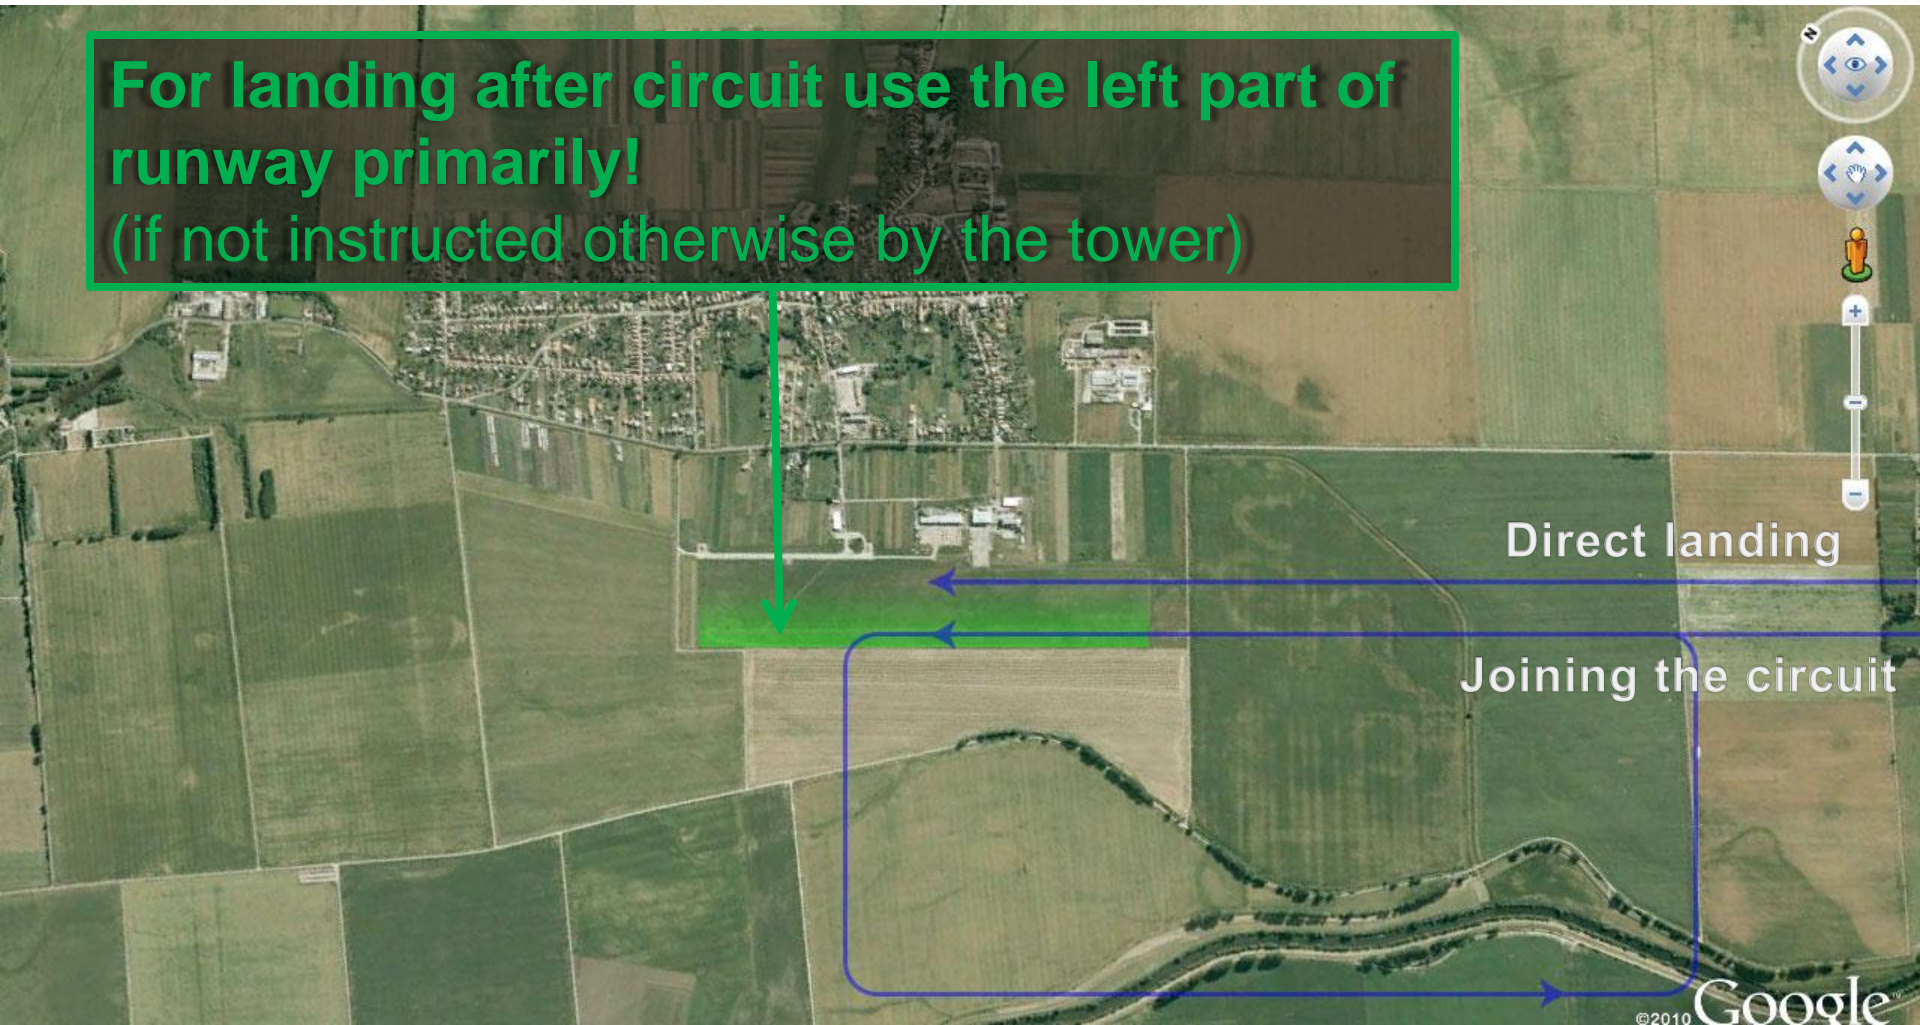 For landing after circuit use the left part of
runway primarily!
(if not instructed otherwise by the tower)
N
Direct landing
Joining the circuit
©2010 Google™